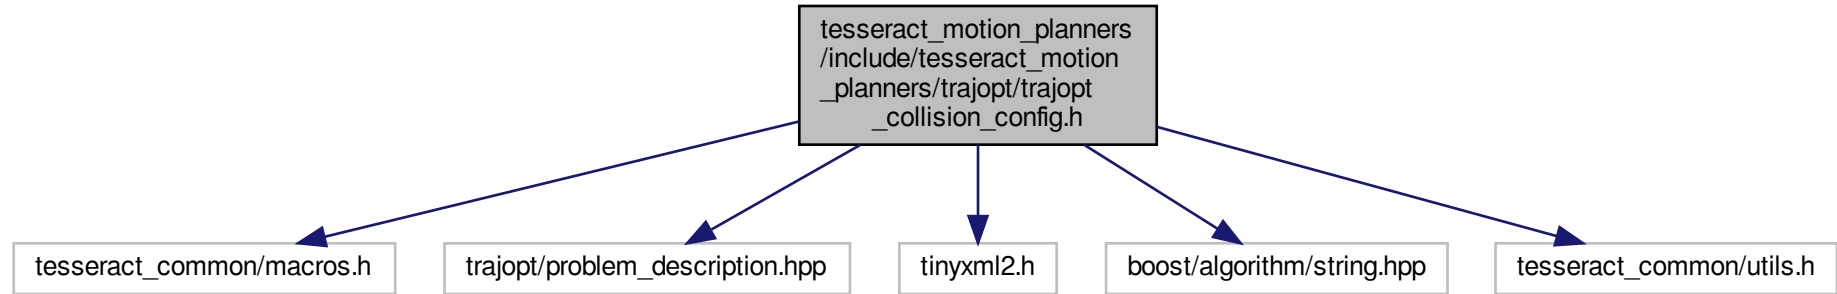 tesseract_motion_planners
/include/tesseract_motion
_planners/trajopt/trajopt
_collision_config.h
tesseract_common/macros.h
trajopt/problem_description.hpp
tinyxml2.h
boost/algorithm/string.hpp
tesseract_common/utils.h